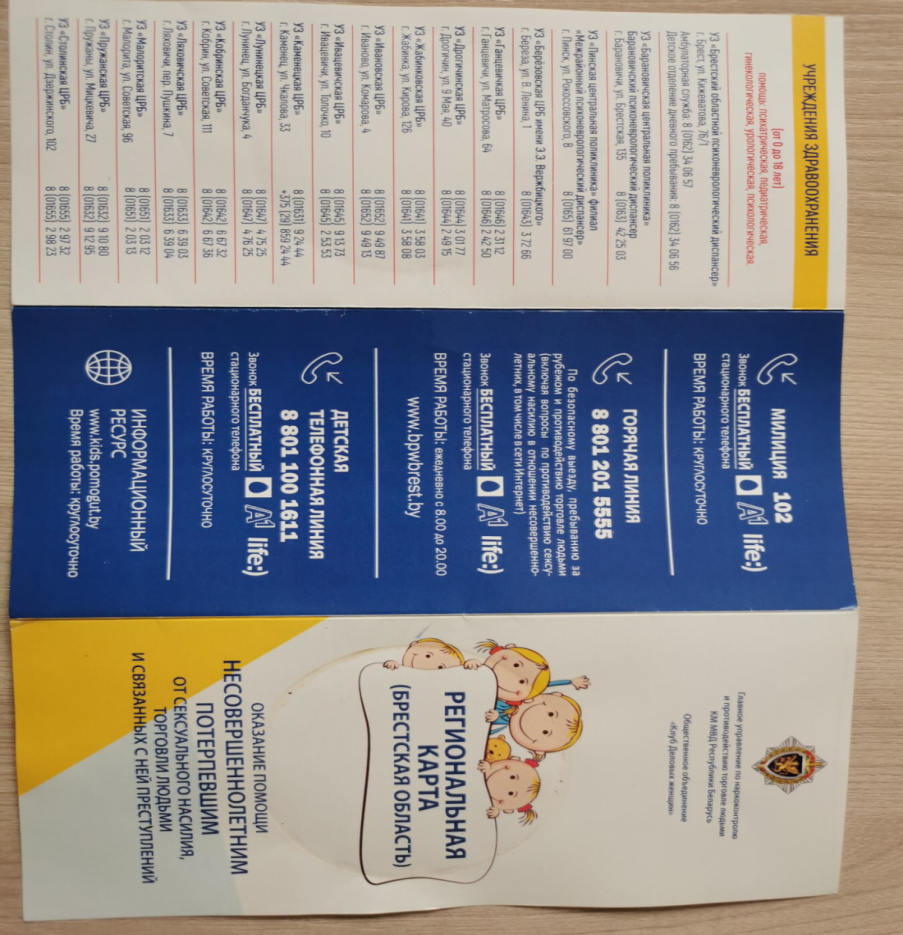 УЧРЕЖДЕНИЯ ЗДРАВООХРАНЕНИЯ
(от 0 до 18 лет)
помощь: психиатрическая, педиатрическая,
гинекологическая, урологическая, психологическая.
УЗ «Брестский областной психоневрологический диспансер»
г. Брест, ул. Кижеватова, 76/1
Амбулаторная служба: 8 (0162) 34 06 57
Детское отделение дневного пребывания: 8 (0162) 34 06 56
УЗ «Барановичская центральная поликлиника»
Барановичский психоневрологический диспансер
г. Барановичи, ул. Брестская, 135 8 (0163) 42 25 03
УЗ «Пинская центральная поликлиника» филиал
«Межрайонный психоневрологический диспансер»
г. Пинск, ул. Рокоссовского, 8 8 (0165) 61 97 00
УЗ «Берёзовская ЦРБ имени Э.Э. Вержбицкого»
г. Береза, ул. В. Ленина, 1 8 (01643) 3 72 66
УЗ «Ганцевичская ЦРБ» 8 (01646) 2 31 12
г. Ганцевичи, ул. Матросова, 64 8 (01646) 2 42 50
УЗ «Дрогичинская ЦРБ» 8 (01644) 3 01 77
г. Дрогичин, ул. 9 Мая, 40 8 (01644) 2 49 15
УЗ «Жабинковская ЦРБ» 8 (01641) 3 58 03
г. Жабинка, ул. Кирова, 126 8 (01641) 3 58 08
УЗ «Ивановская ЦРБ» 8 (01652) 9 49 87
г. Иваново, ул. Комарова, 4 8 (01652) 9 49 13
УЗ «Ивацевичская ЦРБ» 8 (01645) 9 13 73
г. Ивацевичи, ул. Толочко, 10 8 (01645) 2 53 53
УЗ «Каменецкая ЦРБ» 8 (01631) 9 24 44
г. Каменец, ул. Чкалова, 33 +375 (29) 859 24 44
УЗ «Лунинецкая ЦРБ» 8 (01647) 4 75 25
г. Лунинец, ул. Богданчука, 4 8 (01647) 4 76 25
УЗ «Кобринская ЦРБ» 8 (01642) 6 67 32
г. Кобрин, ул. Советская, 111 8 (01642) 6 67 36
УЗ «Ляховичская ЦРБ» 8 (01633) 6 39 03
г. Ляховичи, пер. Пушкина, 7 8 (01633) 6 39 04
УЗ «Малоритская ЦРБ» 8 (01651) 2 03 12
г. Малорита, ул. Советская, 96 8 (01651) 2 03 13
УЗ «Пружанская ЦРБ» 8 (01632) 9 10 80
г. Пружаны, ул. Мицкевича, 27 8 (01632) 9 12 95
УЗ «Столинская ЦРБ» 8 (01655) 2 97 32
г. Столин, ул. Дзержинского, 102 8 (01655) 2 98 23
МИЛИЦИЯ 102
Звонок БЕСПЛАТНЫЙ A1 life:)
стационарного телефона
ВРЕМЯ РАБОТЫ: КРУГЛОСУТОЧНО
ГОРЯЧАЯ ЛИНИЯ
8 801 201 5555
По безопасному выезду, пребыванию за
рубежом и противодействию торговле людьми
(включая вопросы по противодействию сексу-
альному насилию в отношении несовершенно-
летних, в том числе в сети Интернет)
Звонок БЕСПЛАТНЫЙ A1 life:)
стационарного телефона
ВРЕМЯ РАБОТЫ: ежедневно с 8.00 до 20.00
www.bpwbrest.by
ДЕТСКАЯ
ТЕЛЕФОННАЯ ЛИНИЯ
8 801 100 1611
Звонок БЕСПЛАТНЫЙ A1 life:)
стационарного телефона
ВРЕМЯ РАБОТЫ: КРУГЛОСУТОЧНО
ИНФОРМАЦИОННЫЙ
РЕСУРС
www.kids.pomogut.by
Время работы: круглосуточно
Главное управление по наркоконтролю
и противодействию торговле людьми
КМ МВД Республики Беларусь
Общественное объединение
«Клуб Деловых женщин»
РЕГИОНАЛЬНАЯ
КАРТА
(БРЕСТСКАЯ ОБЛАСТЬ)
ОКАЗАНИЕ ПОМОЩИ
НЕСОВЕРШЕННОЛЕТНИМ
ПОТЕРПЕВШИМ
ОТ СЕКСУАЛЬНОГО НАСИЛИЯ,
ТОРГОВЛИ ЛЮДЬМИ
И СВЯЗАННЫХ С НЕЙ ПРЕСТУПЛЕНИЙ